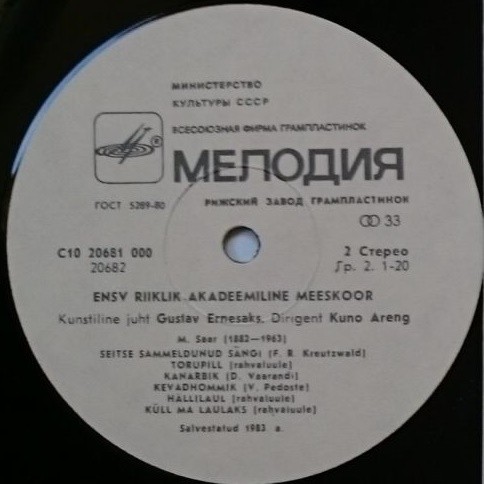 МИНИСТЕРСТВО
КУЛЬТУРЫ СССР
ВСЕСОЮЗНАЯ ФИРМА ГРАМПЛАСТИНОК
®
МЕЛОДИЯ
ГОСТ 5289-80 РИЖСКИЙ ЗАВОД ГРАМПЛАСТИНОК
33
С10 20681 000 2 Стерео
20682 Гр. 2. 1-20
ENSV RIIKLIK AKADEEMILINE MEESKOOR
Kunstiline juht Gustav Ernesaks. Dirigent Kuno Areng
M. Saar (1882—1963)
SEITSE SAMMELDUNUD SÄNGI (F. R. Kreutzwald)
TORUPILL (rahvaluule)
KANARBIK (D. Vaarandi)
KEVADHOMMIK (V. Pedoste)
HÄLLILAUL (rahvaluule)
KÜLL MA LAULAKS (rahvaluule)
Salvestatud 1983. a.